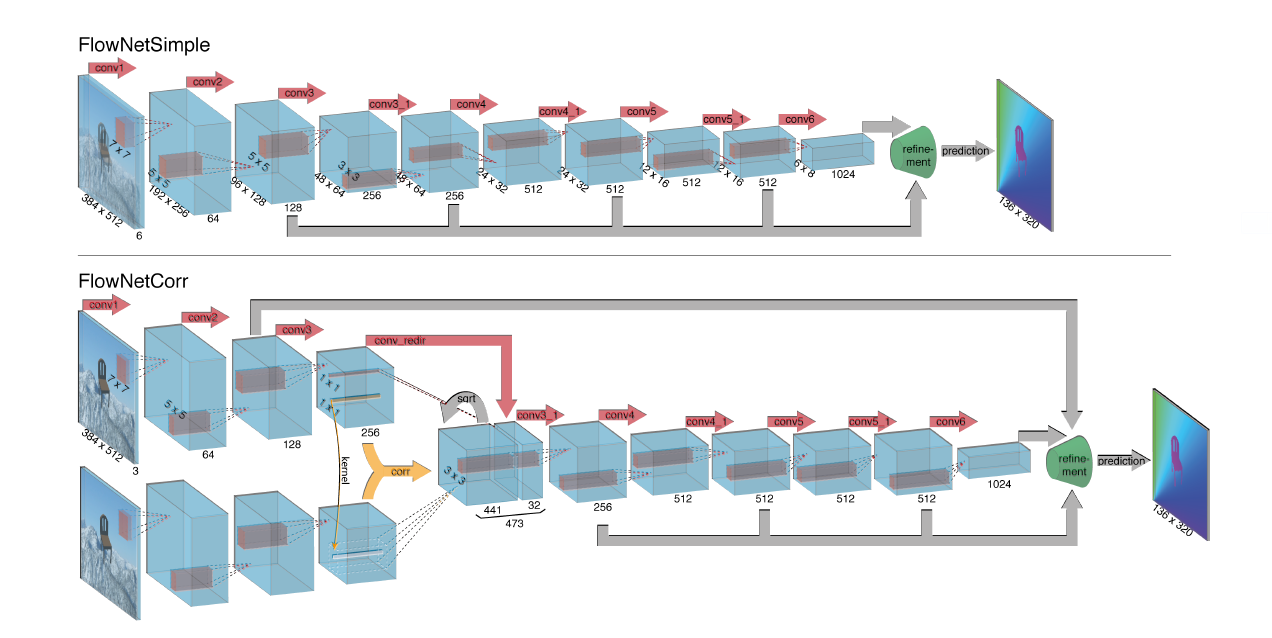 FlowNetSimple
conv1
conv2
conv3
conv3_1
conv4
conv4_1
conv5
conv5_1
conv6
7 x 7
5 x 5
5 x 5
3 x 3
384 x 512
192 x 256
96 x 128
48 x 64
48 x 64
24 x 32
24 x 32
12 x 16
12 x 16
6 x 8
6
64
128
256
256
512
512
512
512
1024
refine-
ment
prediction
136 x 320
FlowNetCorr
conv1
conv2
conv3
conv_redir
sqrt
conv3_1
conv4
conv4_1
conv5
conv5_1
conv6
7 x 7
5 x 5
1 x 1
1 x 1
3 x 3
384 x 512
3
64
128
256
kernel
corr
441
32
473
256
512
512
512
512
1024
refine-
ment
prediction
136 x 320